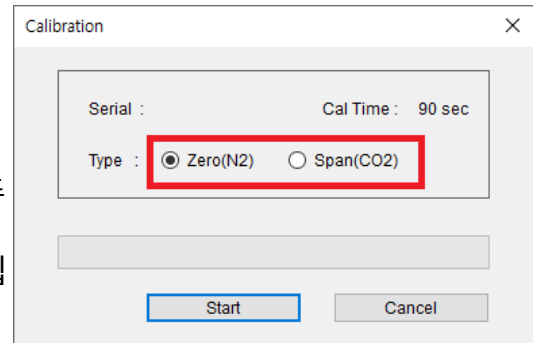 Calibration
Serial :
Cal Time : 90 sec
Type : Zero(N2) Span(CO2)
Start Cancel